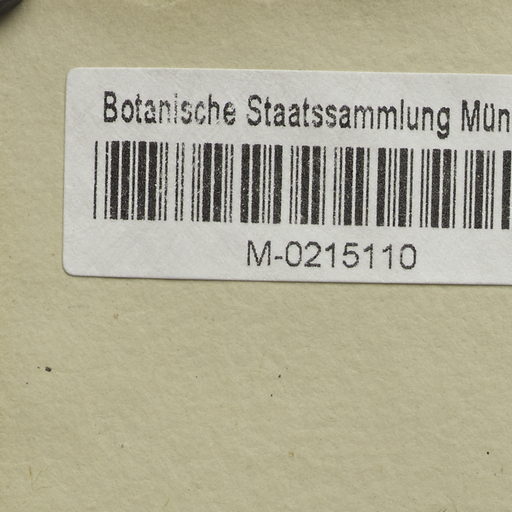 Botanische Staatssammlung Mün
M-0215110